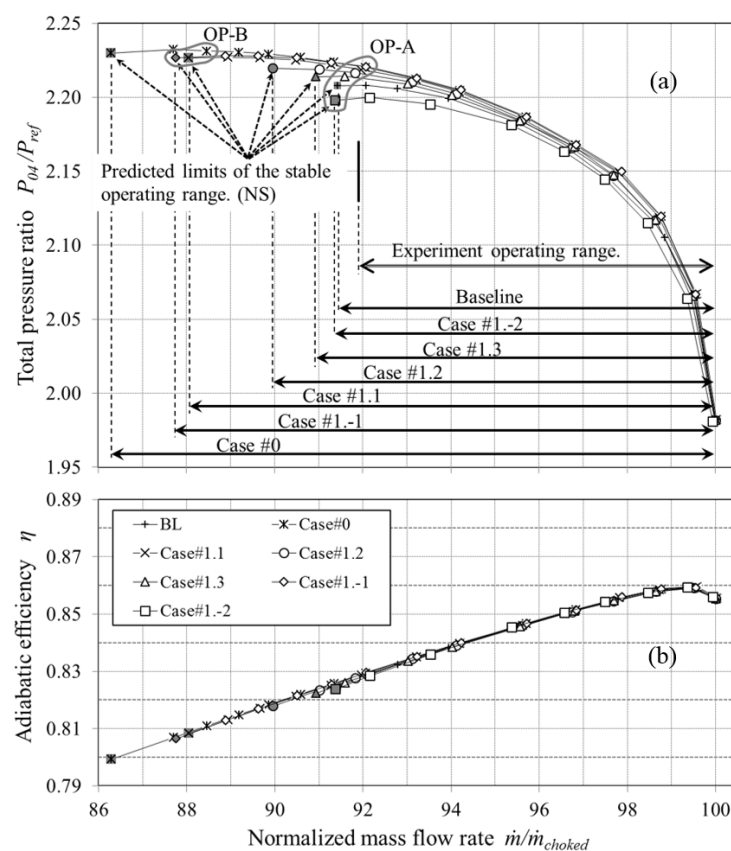 2.25
2.20
2.15
2.10
2.05
2.00
1.95
Total pressure ratio P04/Pref
OP-B
OP-A
(a)
Predicted limits of the stable
operating range. (NS)
Experiment operating range.
Baseline
Case #1.-2
Case #1.3
Case #1.2
Case #1.1
Case #1.-1
Case #0
0.89
0.87
0.85
0.83
0.81
0.79
Adiabatic efficiency η
BL
Case#0
Case#1.1
Case#1.2
Case#1.3
Case#1.-1
Case#1.-2
(b)
86 88 90 92 94 96 98 100
Normalized mass flow rate ṁ/ṁchoked